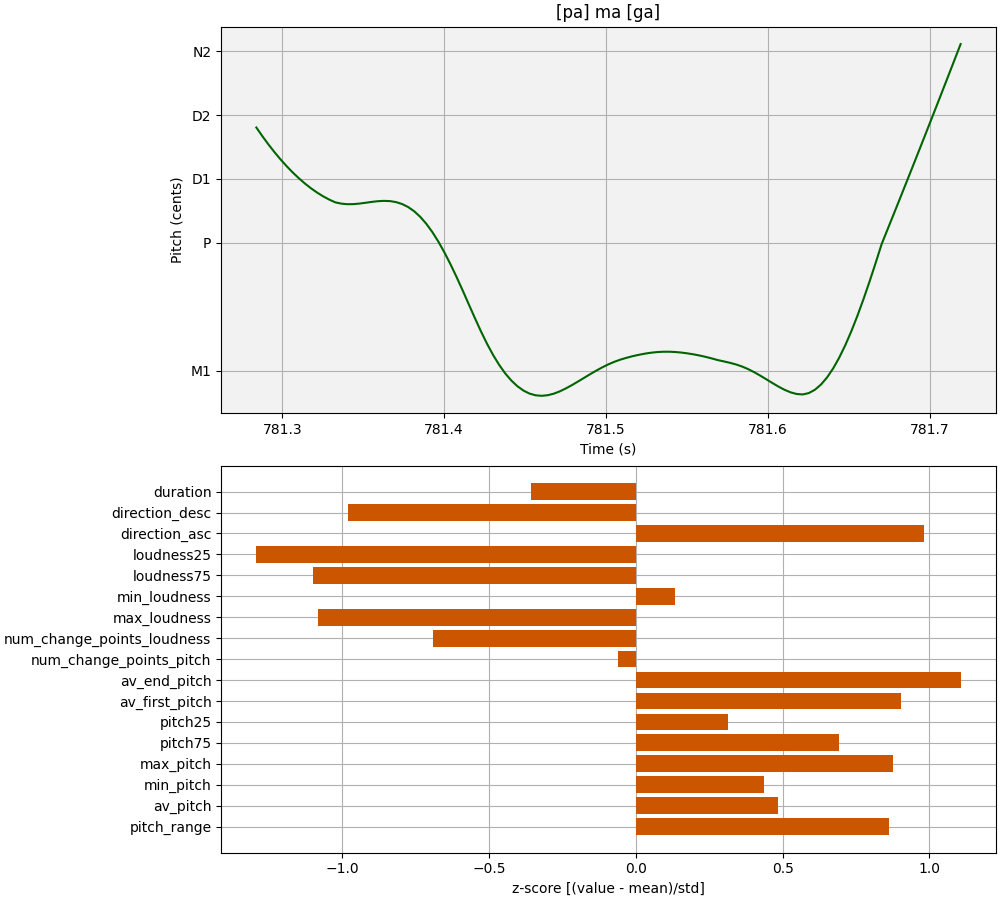 [pa] ma [ga]
N2
D2
D1
P
M1
Pitch (cents)
781.3 781.4 781.5 781.6 781.7
Time (s)
duration
direction_desc
direction_asc
loudness25
loudness75
min_loudness
max_loudness
num_change_points_loudness
num_change_points_pitch
av_end_pitch
av_first_pitch
pitch25
pitch75
max_pitch
min_pitch
av_pitch
pitch_range
−1.0 −0.5 0.0 0.5 1.0
z-score [(value - mean)/std]